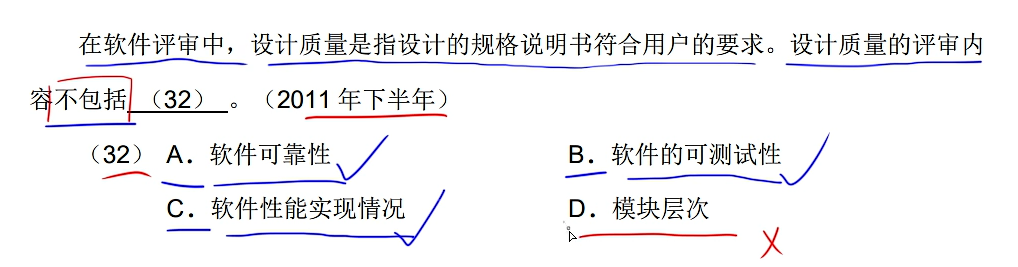 在软件评审中，设计质量是指设计的规格说明书符合用户的要求。设计质量的评审内
容不包括 （32） 。（2011 年下半年）
（32） A．软件可靠性 B．软件的可测试性
C．软件性能实现情况 D．模块层次